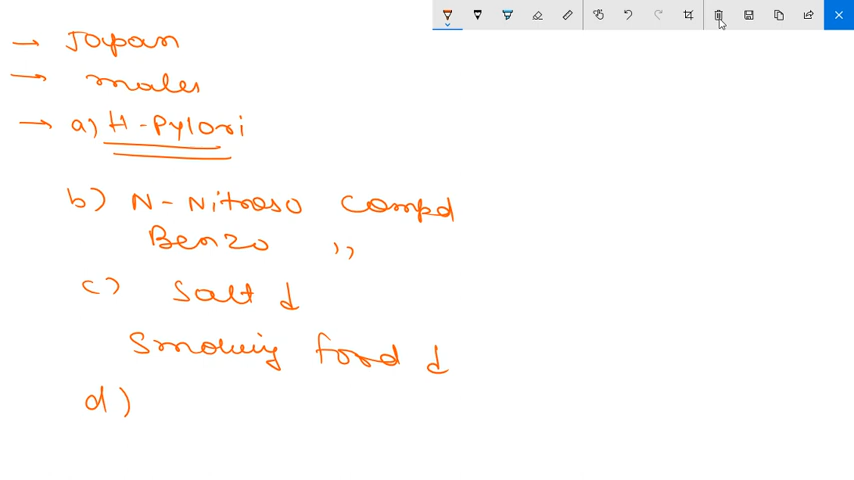 → Japan
→ males
→ a) H-Pylori
b) N-Nitroso Compd
Benzo ,,
c) Salt ↓
Smoking food ↓
d)